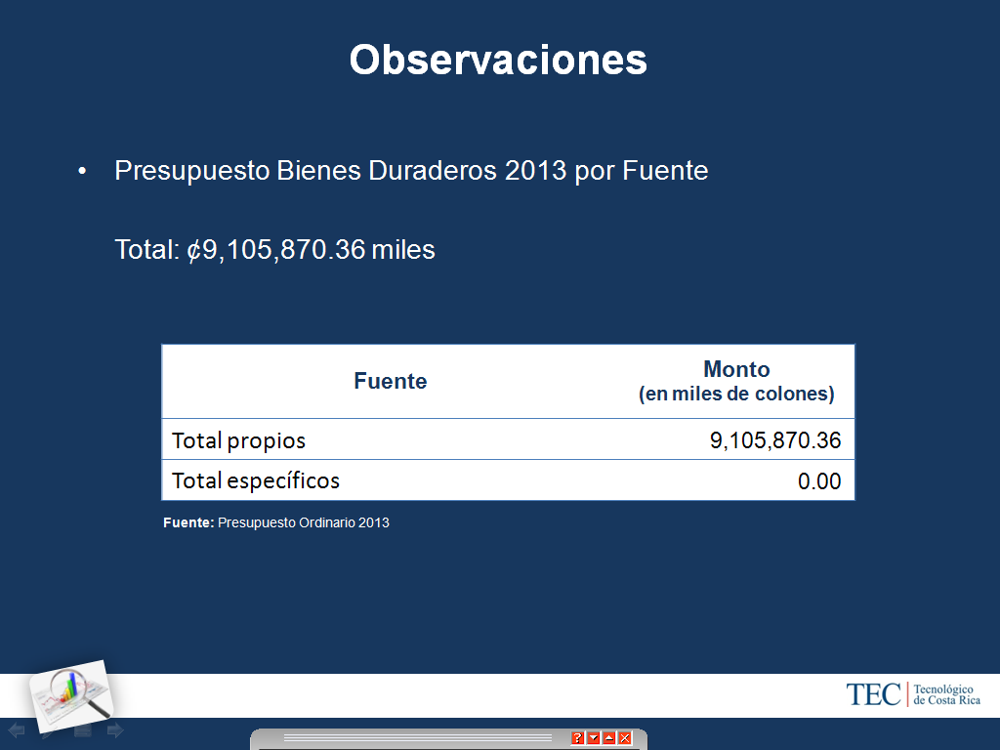 Observaciones
• Presupuesto Bienes Duraderos 2013 por Fuente
Total: ¢9,105,870.36 miles
Fuente Monto
(en miles de colones)
Total propios 9,105,870.36
Total específicos 0.00
Fuente: Presupuesto Ordinario 2013
TEC Tecnológico
de Costa Rica
?